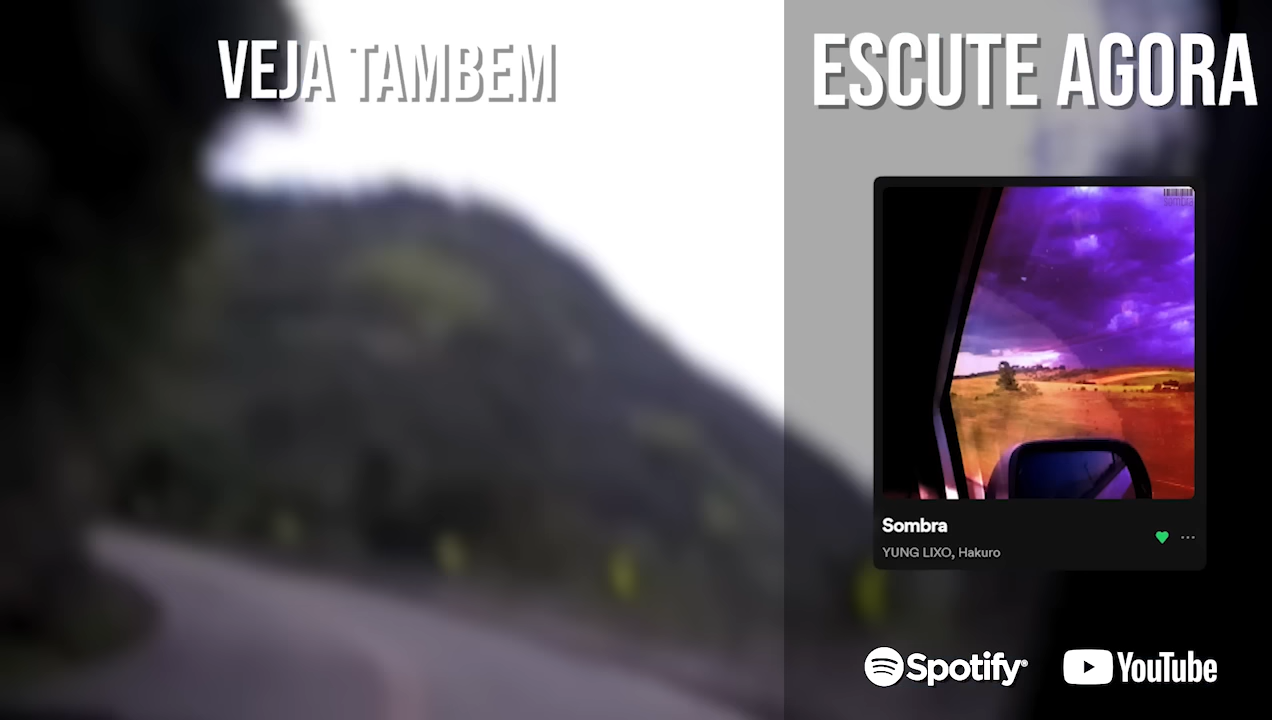 VEJA TAMBEM
ESCUTE AGORA
Sombra
YUNG LIXO, Hakuro
Spotify®
YouTube